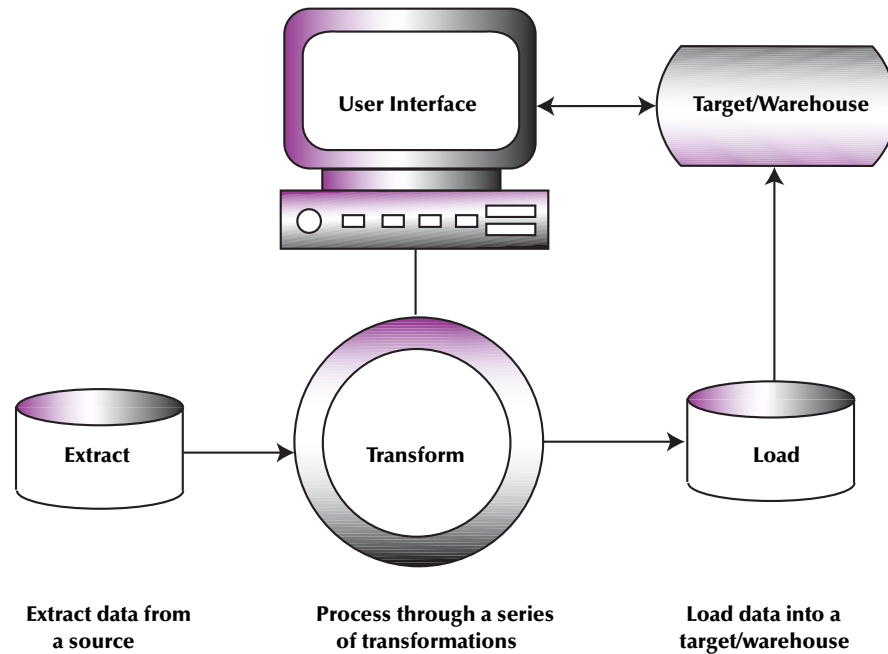 User Interface
Target/Warehouse
Extract
Transform
Load
Extract data from
a source
Process through a series
of transformations
Load data into a
target/warehouse